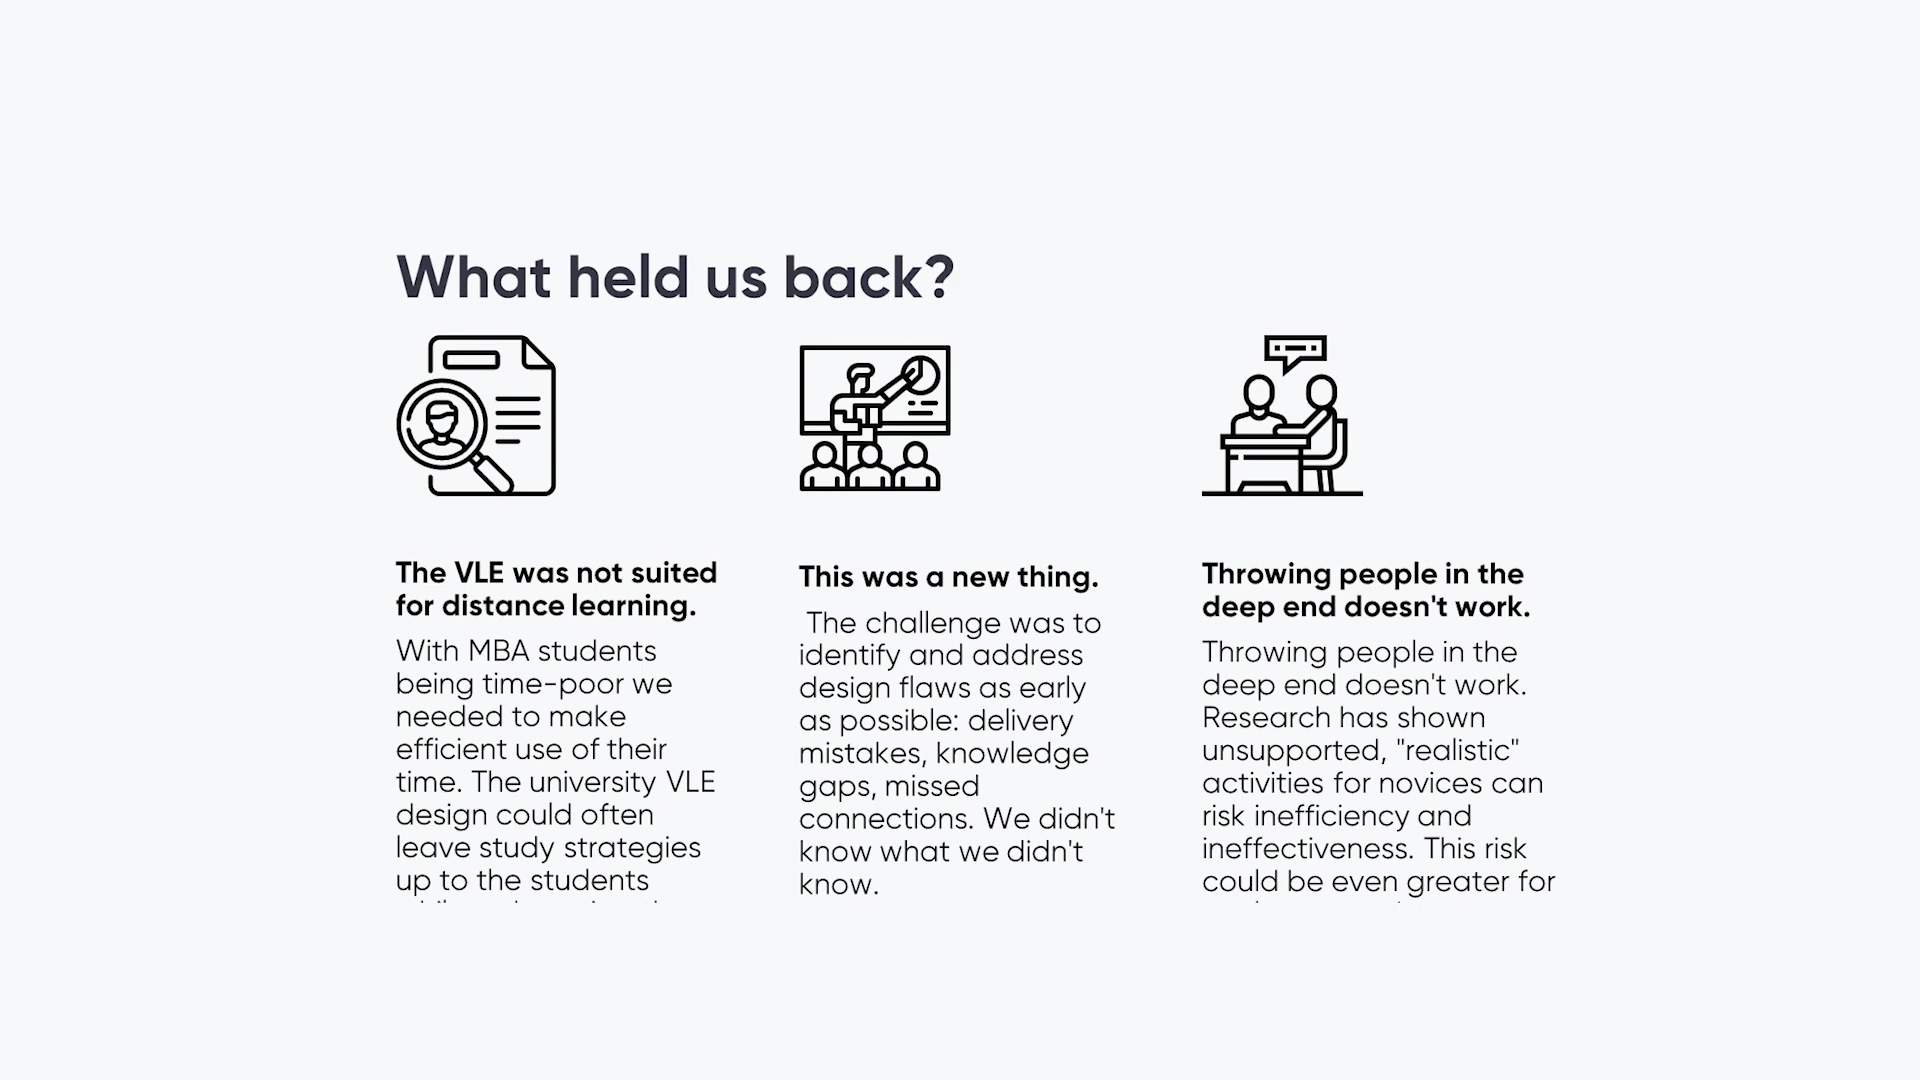 What held us back?
The VLE was not suited
for distance learning.
With MBA students
being time-poor we
needed to make
efficient use of their
time. The university VLE
design could often
leave study strategies
up to the students
This was a new thing.
The challenge was to
identify and address
design flaws as early
as possible: delivery
mistakes, knowledge
gaps, missed
connections. We didn't
know what we didn't
know.
Throwing people in the
deep end doesn't work.
Throwing people in the
deep end doesn't work.
Research has shown
unsupported, "realistic"
activities for novices can
risk inefficiency and
ineffectiveness. This risk
could be even greater for